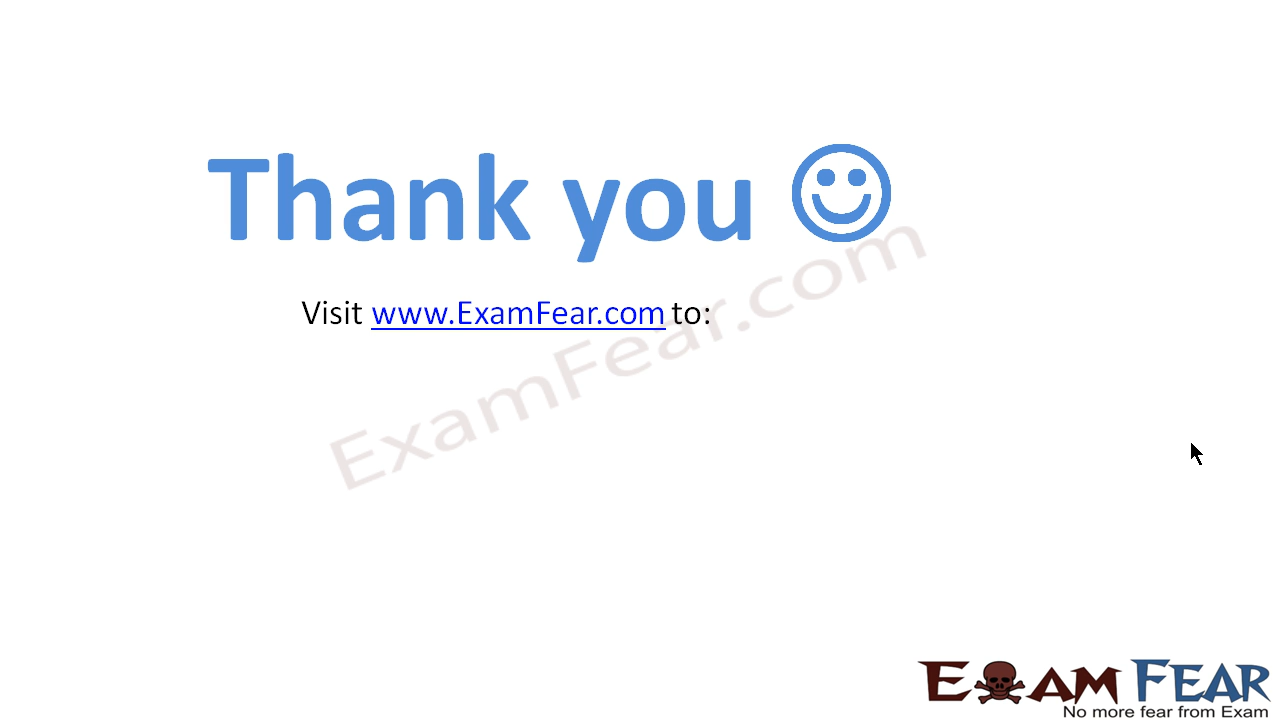 Thank you ☺
Visit www.ExamFear.com to:
ExamFear.com
EXAM FEAR
No more fear from Exam